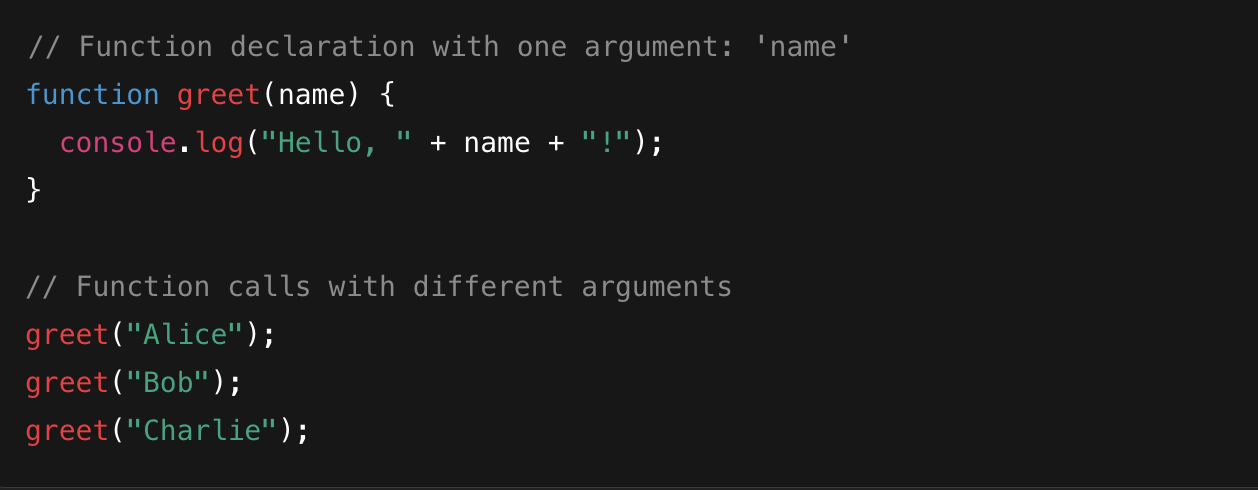 // Function declaration with one argument: 'name'
function greet(name) {
  console.log("Hello, " + name + "!");
}

// Function calls with different arguments
greet("Alice");
greet("Bob");
greet("Charlie");